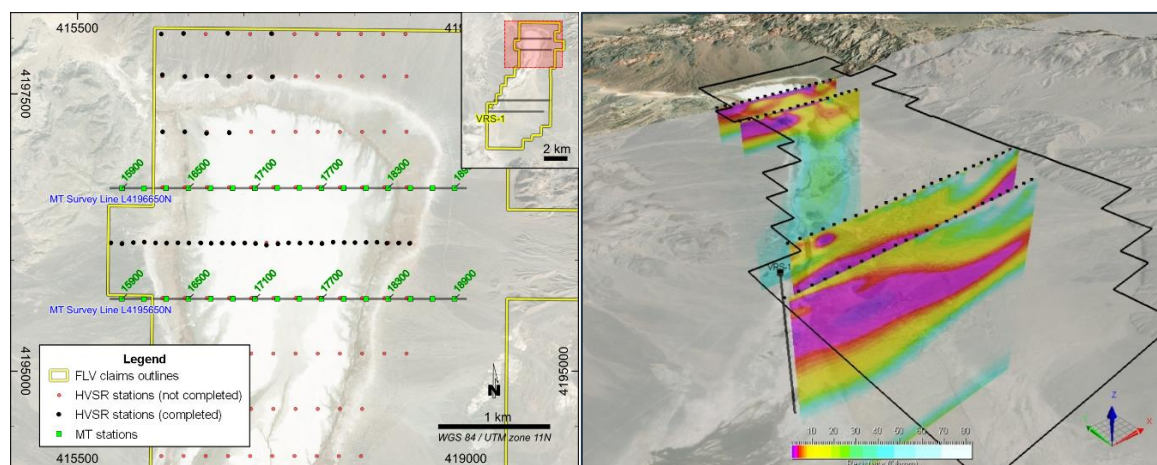 415500
4197500
VRS-1
2 km
15900
16500
17100
17700
18300
MT Survey Line L4196650N
15900
16500
17100
17700
18300
18900
MT Survey Line L4195650N
4195000
4195000
Legend
FLV claims outlines
HVSR stations (not completed)
HVSR stations (completed)
MT stations
N
1 km
WGS 84 / UTM zone 11N
415500
419000
VRS-1
10 20 30 40 50 60 70 80
Z
X